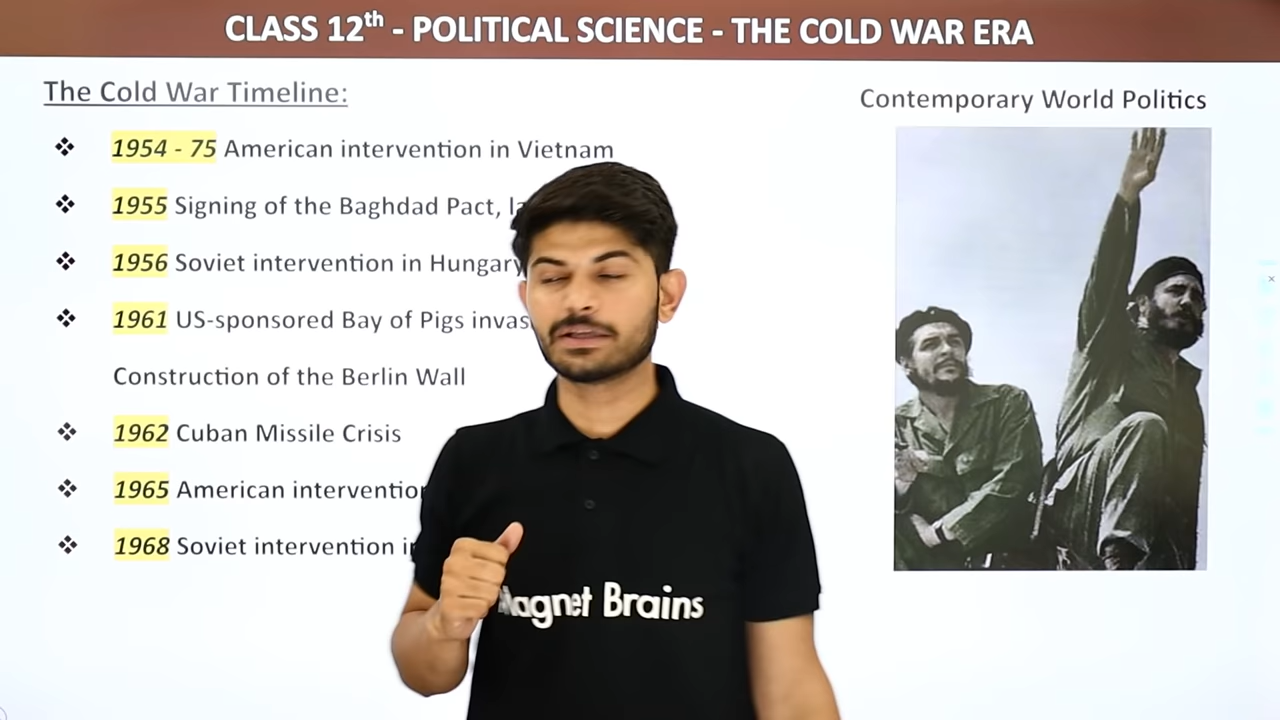 CLASS 12th - POLITICAL SCIENCE - THE COLD WAR ERA
The Cold War Timeline:
Contemporary World Politics
1954 - 75 American intervention in Vietnam
1955 Signing of the Baghdad Pact,
1956 Soviet intervention in Hungary
1961 US-sponsored Bay of Pigs
Construction of the Berlin Wall
1962 Cuban Missile Crisis
1965 American
1968 Soviet intervention
Magnet Brains